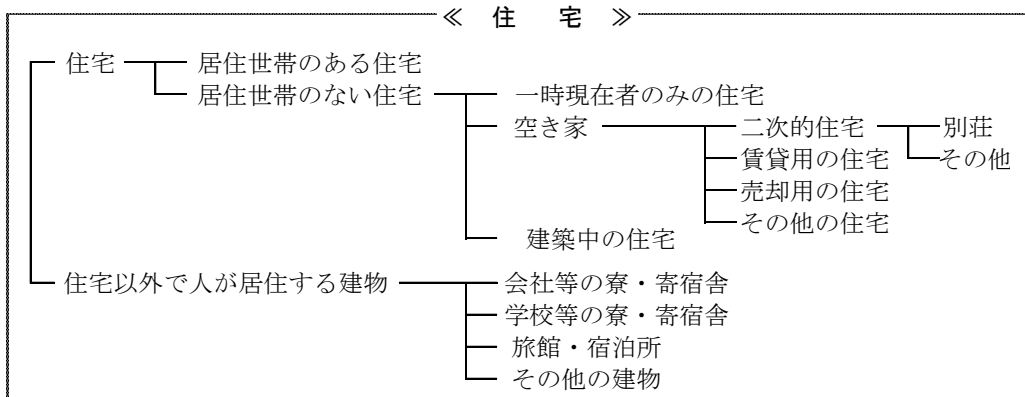 ≪ 住 宅 ≫
住宅 居住世帯のある住宅
居住世帯のない住宅 一時現在者のみの住宅
空き家 二次的住宅 別荘
賃貸用の住宅 その他
売却用の住宅
その他の住宅
建築中の住宅
住宅以外で人が居住する建物 会社等の寮・寄宿舎
学校等の寮・寄宿舎
旅館・宿泊所
その他の建物